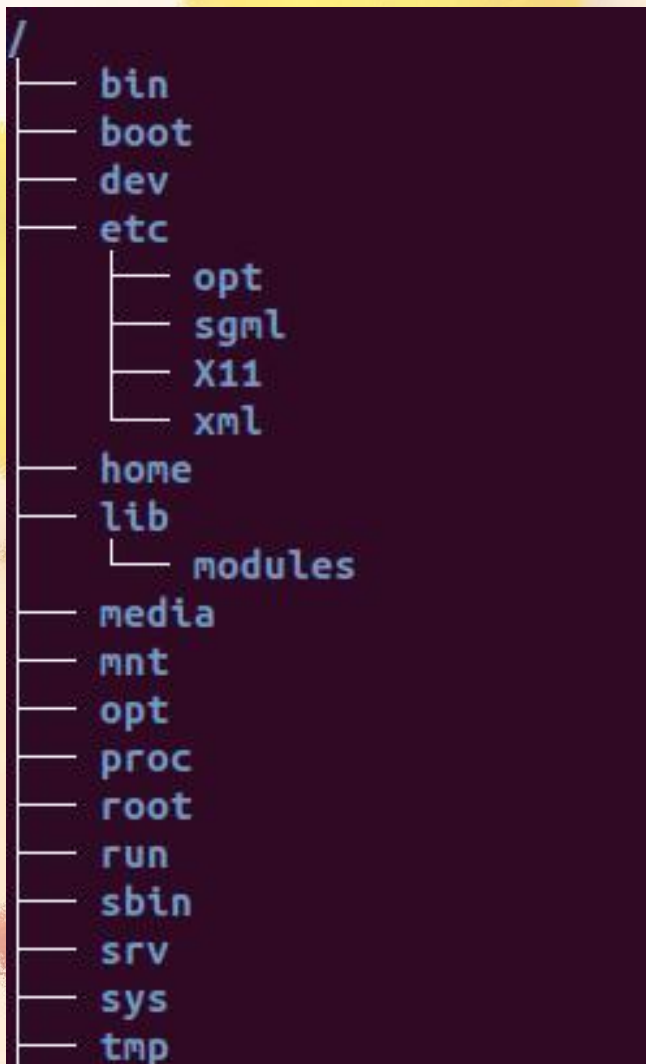 /
bin
boot
dev
etc
opt
sgml
X11
xml
home
lib
modules
media
mnt
opt
proc
root
run
sbin
srv
sys
tmp